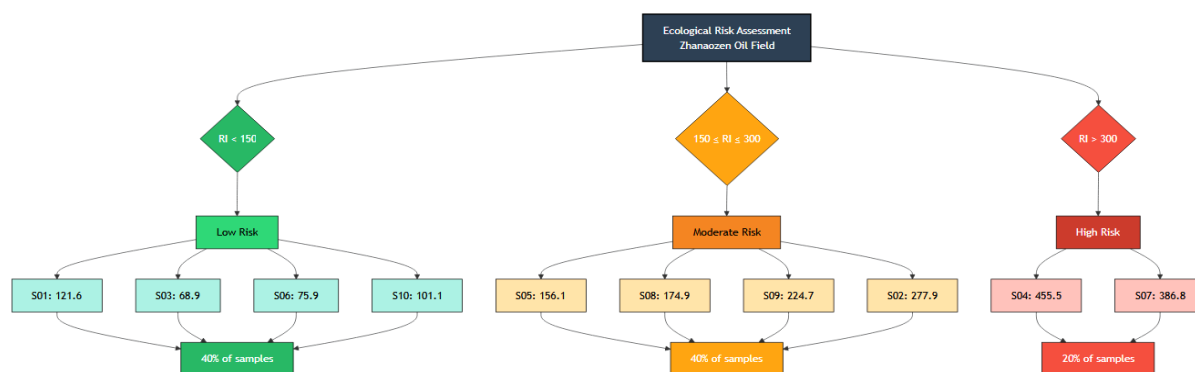 Ecological Risk Assessment
Zhanaozen Oil Field
RI < 150
150 ≤ RI ≤ 300
RI > 300
Low Risk
Moderate Risk
High Risk
S01: 121.6
S03: 68.9
S06: 75.9
S10: 101.1
S05: 156.1
S08: 174.9
S09: 224.7
S02: 277.9
S04: 455.5
S07: 386.8
40% of samples
40% of samples
20% of samples